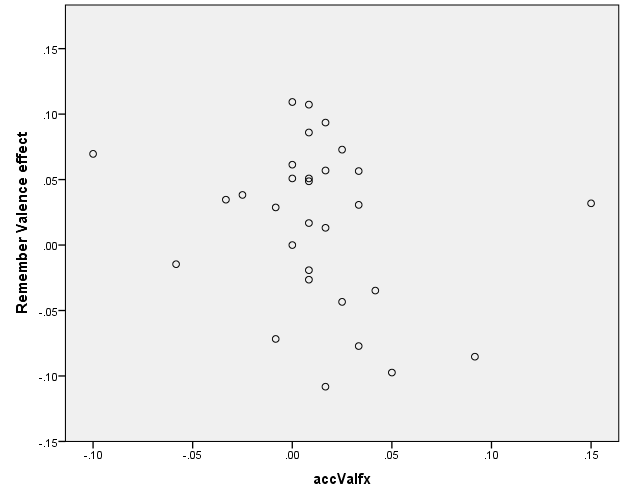 .15
.10
.05
.00
-.05
-.10
-.15
Remember Valence effect
-.10 -.05 .00 .05 .10 .15
accValfx